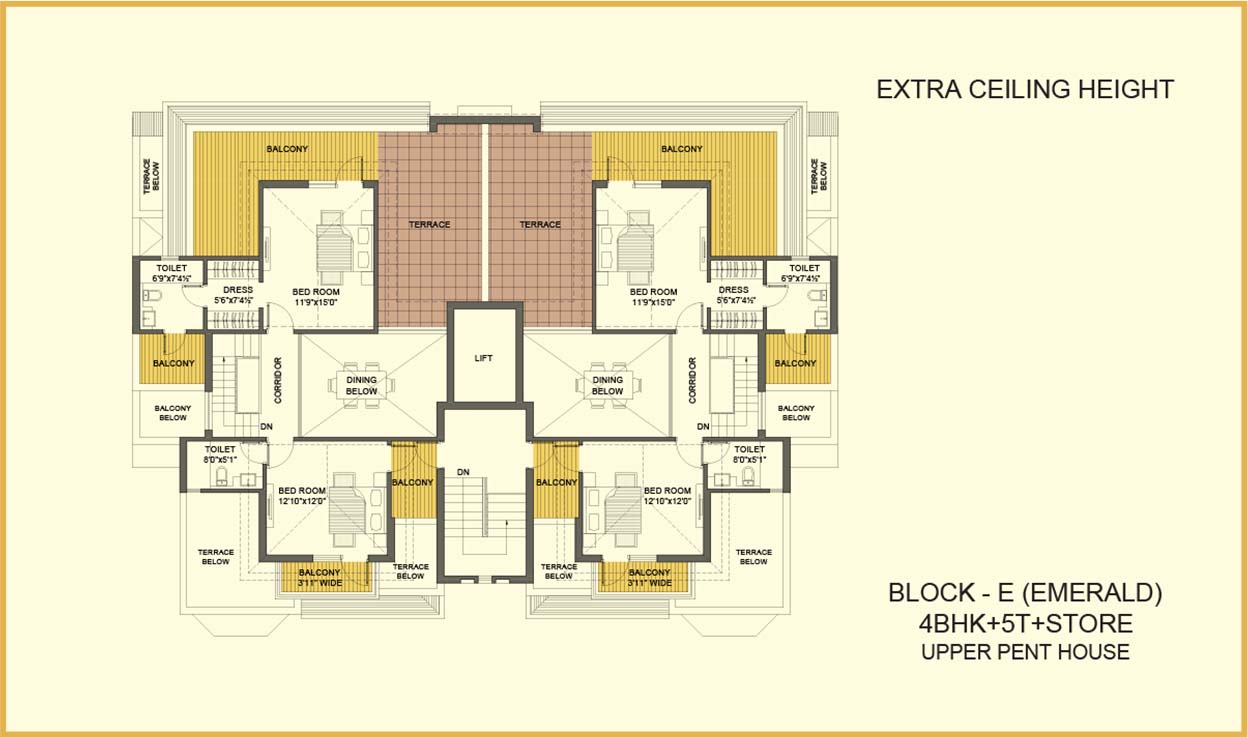 EXTRA CEILING HEIGHT
BALCONY
BALCONY
TERRACE
BELOW
TERRACE
BELOW
TERRACE
TERRACE
TOILET
6'9"x7'4½"
DRESS
5'6"x7'4½"
BED ROOM
11'9"x15'0"
BED ROOM
11'9"x15'0"
DRESS
5'6"x7'4½"
TOILET
6'9"x7'4½"
BALCONY
CORRIDOR
DINING
BELOW
LIFT
DINING
BELOW
CORRIDOR
BALCONY
BALCONY
BELOW
DN
DN
BALCONY
BELOW
TOILET
8'0"x5'1"
TOILET
8'0"x5'1"
BED ROOM
12'10"x12'0"
BALCONY
DN
BALCONY
BED ROOM
12'10"x12'0"
TERRACE
BELOW
BALCONY
3'11" WIDE
TERRACE
BELOW
TERRACE
BELOW
BALCONY
3'11" WIDE
TERRACE
BELOW
BLOCK - E (EMERALD)
4BHK+5T+STORE
UPPER PENT HOUSE